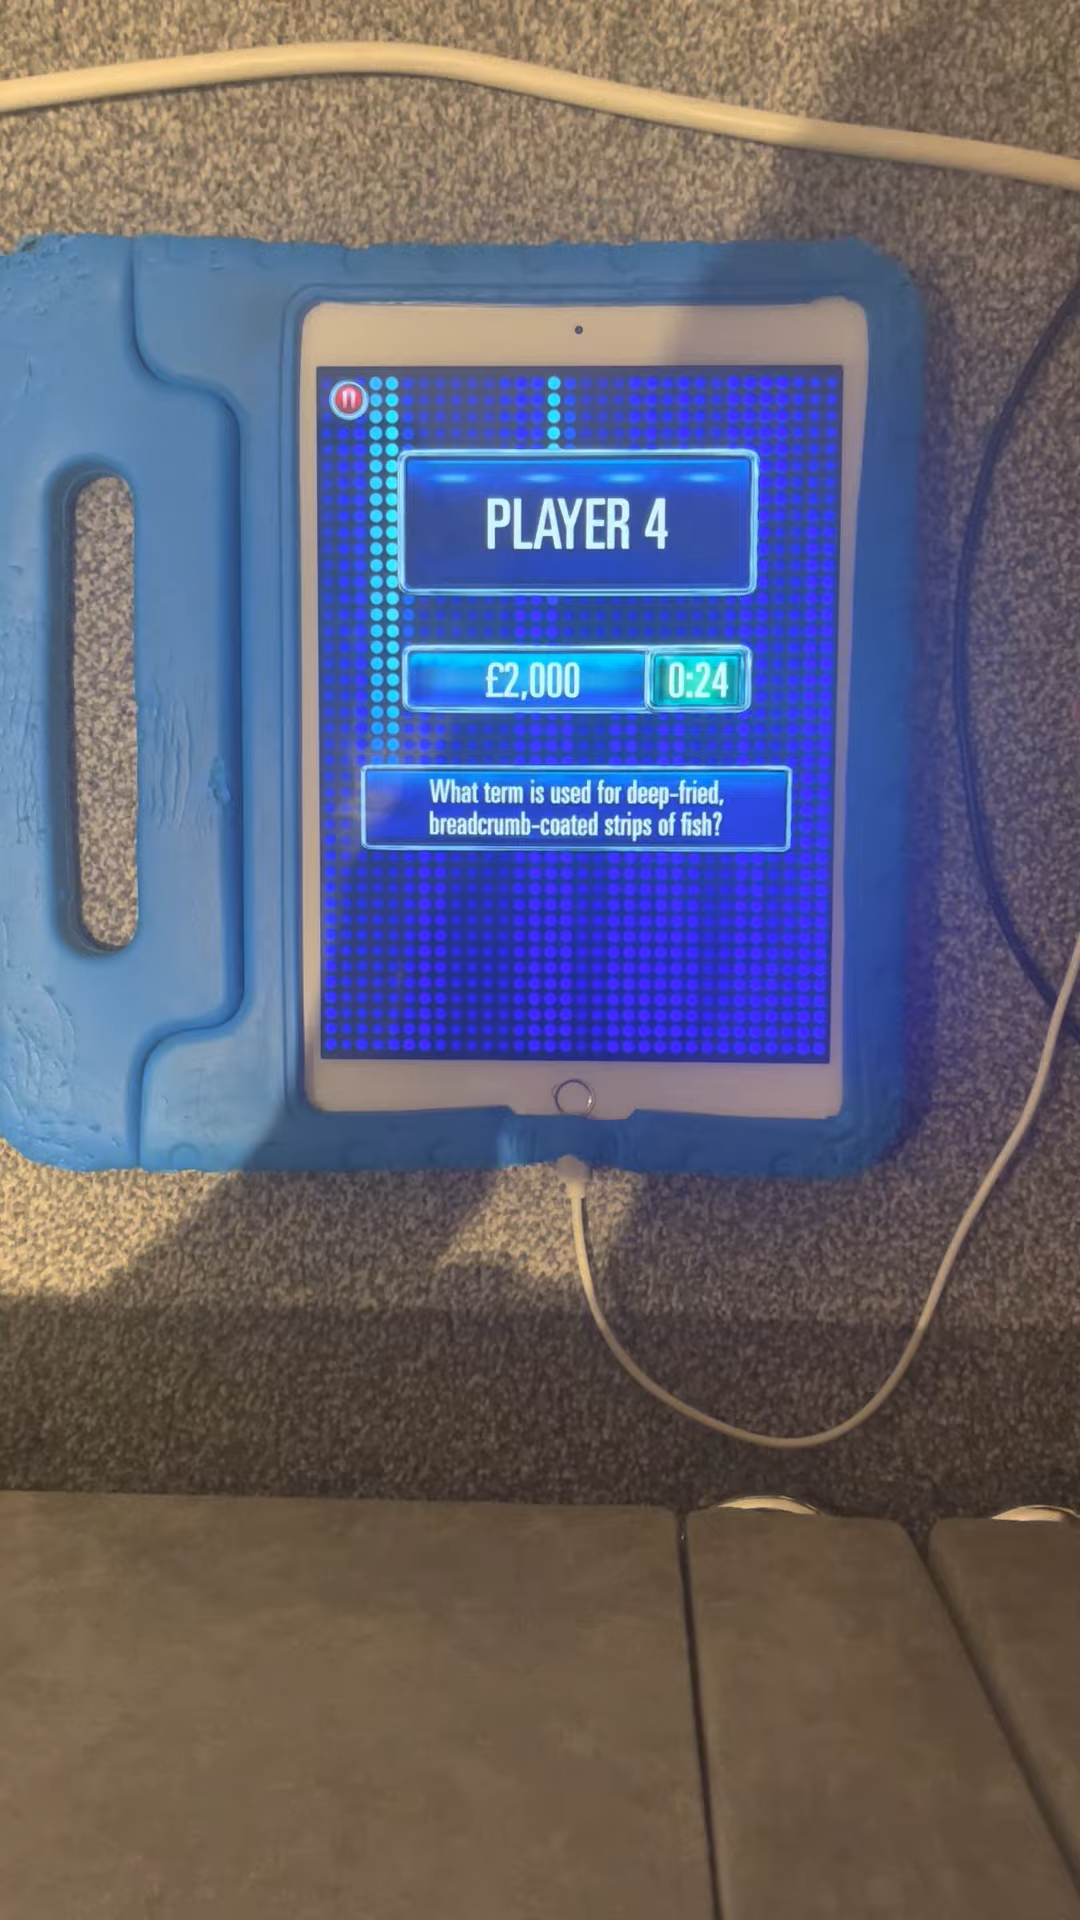 PLAYER 4
£2,000
0:24
What term is used for deep-fried,
breadcrumb-coated strips of fish?